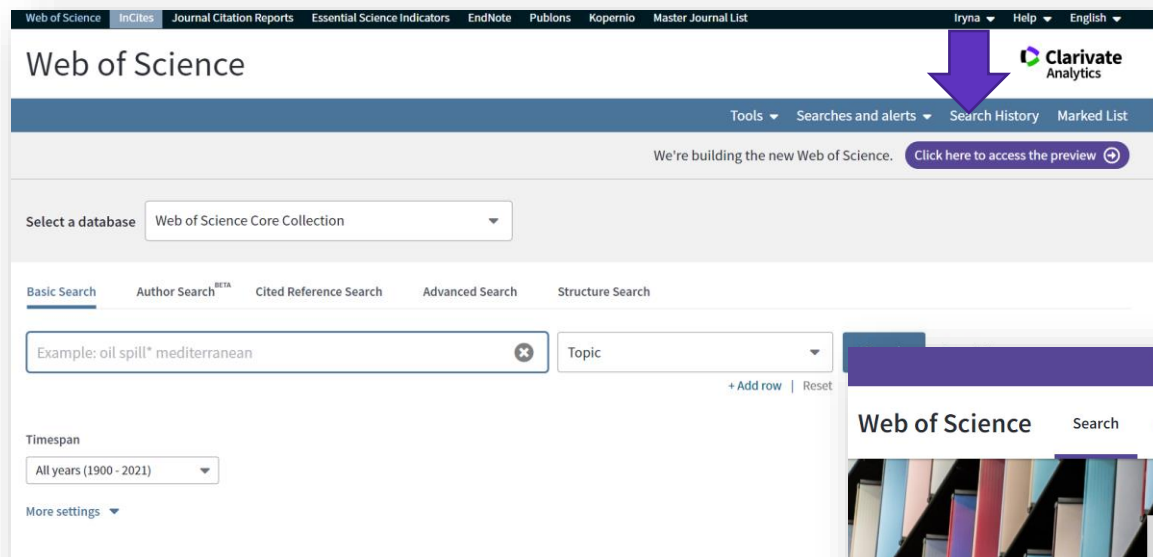 Web of Science InCites Journal Citation Reports Essential Science Indicators EndNote Publons Kopernio Master Journal List Iryna Help English
Web of Science
Clarivate
Analytics
Tools Searches and alerts Search History Marked List
We're building the new Web of Science. Click here to access the preview
Select a database Web of Science Core Collection
Basic Search Author Search BETA Cited Reference Search Advanced Search Structure Search
Example: oil spill* mediterranean Topic
+ Add row | Reset
Web of Science Search
Timespan
All years (1900 - 2021)
More settings